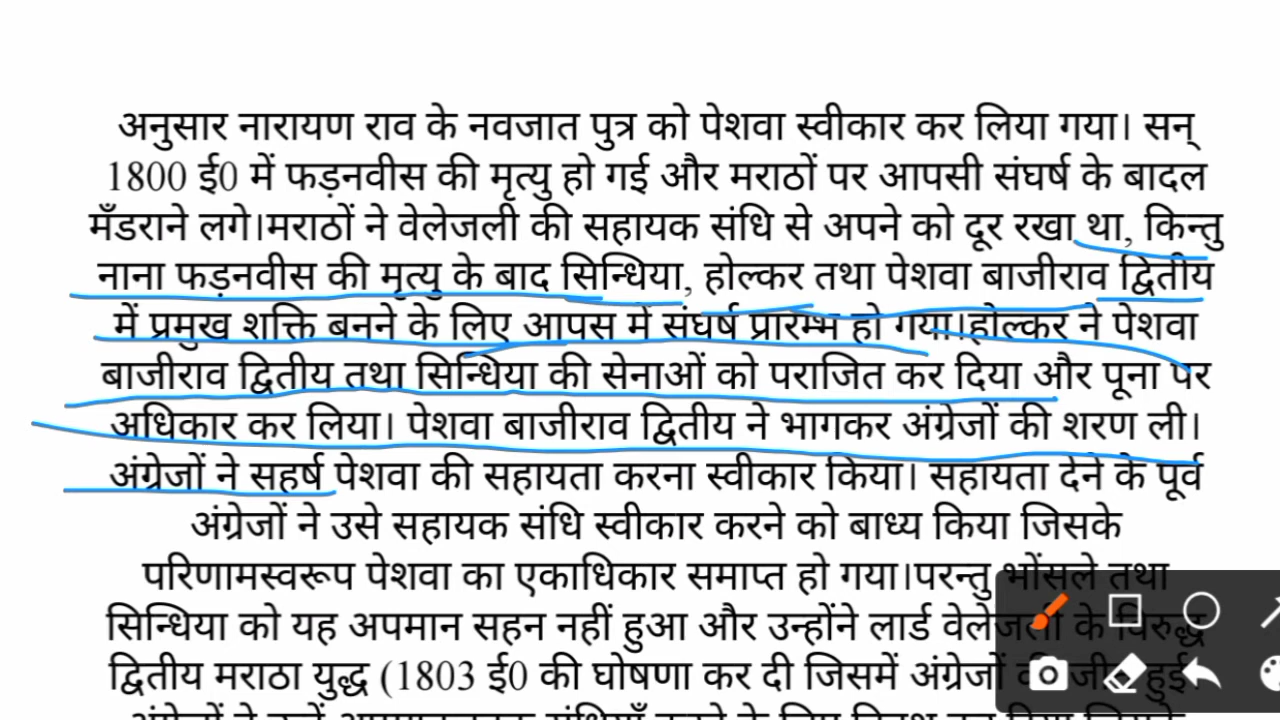 अनुसार नारायण राव के नवजात पुत्र को पेशवा स्वीकार कर लिया गया। सन्
1800 ई0 में फड़नवीस की मृत्यु हो गई और मराठों पर आपसी संघर्ष के बादल
मँडराने लगे।मराठों ने वेलेजली की सहायक संधि से अपने को दूर रखा था, किन्तु
नाना फड़नवीस की मृत्यु के बाद सिन्धिया, होल्कर तथा पेशवा बाजीराव द्वितीय
में प्रमुख शक्ति बनने के लिए आपस में संघर्ष प्रारम्भ हो गया।होल्कर ने पेशवा
बाजीराव द्वितीय तथा सिन्धिया की सेनाओं को पराजित कर दिया और पूना पर
अधिकार कर लिया। पेशवा बाजीराव द्वितीय ने भागकर अंग्रेजों की शरण ली।
अंग्रेजों ने सहर्ष पेशवा की सहायता करना स्वीकार किया। सहायता देने के पूर्व
अंग्रेजों ने उसे सहायक संधि स्वीकार करने को बाध्य किया जिसके
परिणामस्वरूप पेशवा का एकाधिकार समाप्त हो गया।परन्तु भोंसले तथा
सिन्धिया को यह अपमान सहन नहीं हुआ और उन्होंने लार्ड वेलेजली के विरुद्ध
द्वितीय मराठा युद्ध (1803 ई0 की घोषणा कर दी जिसमें अंग्रेजों हुई